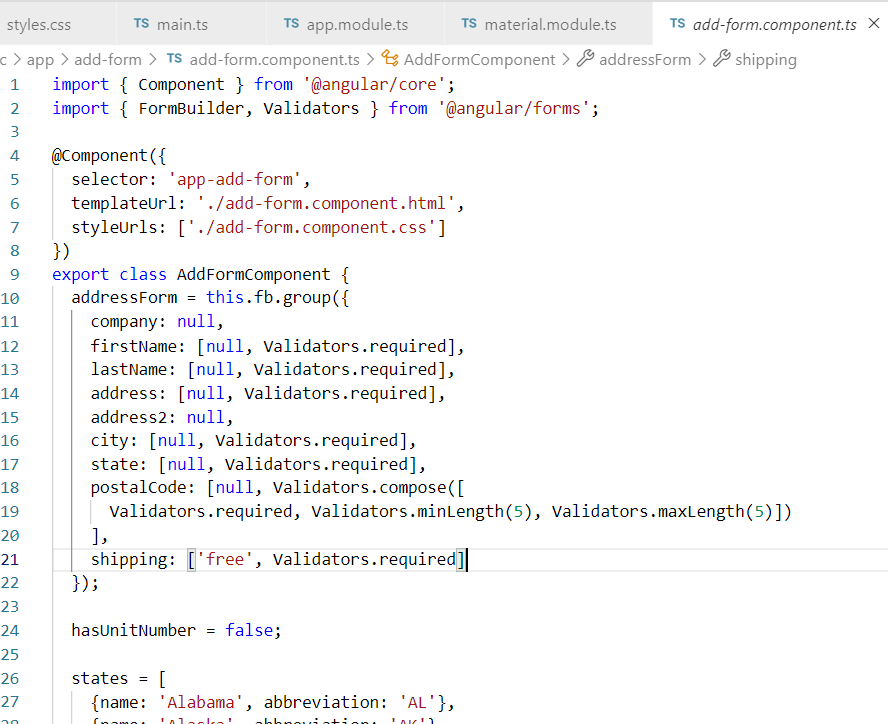 styles.css TS main.ts TS app.module.ts TS material.module.ts TS add-form.component.ts ×
c > app > add-form > TS add-form.component.ts > AddFormComponent > addressForm > shipping
1 import { Component } from '@angular/core';
2 import { FormBuilder, Validators } from '@angular/forms';
3
4 @Component({
5 selector: 'app-add-form',
6 templateUrl: './add-form.component.html',
7 styleUrls: ['./add-form.component.css']
8 })
9 export class AddFormComponent {
10 addressForm = this.fb.group({
11 company: null,
12 firstName: [null, Validators.required],
13 lastName: [null, Validators.required],
14 address: [null, Validators.required],
15 address2: null,
16 city: [null, Validators.required],
17 state: [null, Validators.required],
18 postalCode: [null, Validators.compose([
19 Validators.required, Validators.minLength(5), Validators.maxLength(5)])
20 ],
21 shipping: ['free', Validators.required]
22 });
23
24 hasUnitNumber = false;
25
26 states = [
27 {name: 'Alabama', abbreviation: 'AL'},
28 {name: 'Alaska', abbreviation: 'AK'},